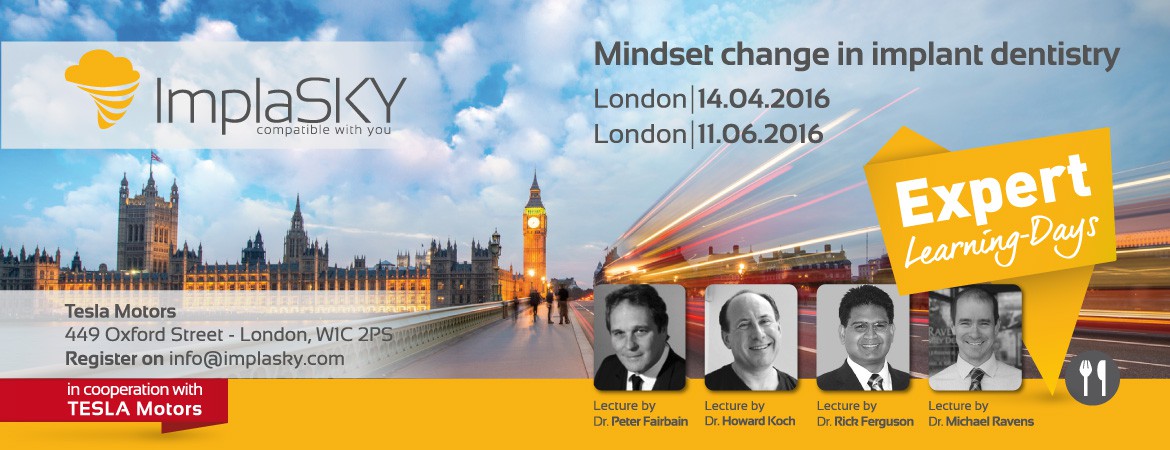 ImplaSKY
compatible with you
Mindset change in implant dentistry
London|14.04.2016
London|11.06.2016
Expert
Learning-Days
Tesla Motors
449 Oxford Street - London, WIC 2PS
Register on info@implasky.com
in cooperation with
TESLA Motors
Lecture by
Dr. Peter Fairbain
Lecture by
Dr. Howard Koch
Lecture by
Dr. Rick Ferguson
Lecture by
Dr. Michael Ravens